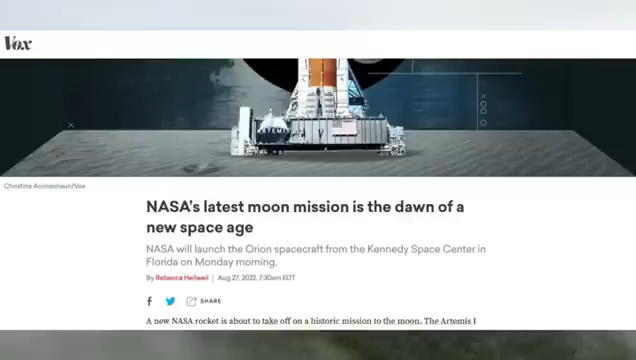 Vox
ARTEMIS
Christina Animashaun/Vox
NASA's latest moon mission is the dawn of a
new space age
NASA will launch the Orion spacecraft from the Kennedy Space Center in
Florida on Monday morning.
By Rebecca Heilweil | Aug 27, 2022, 7:30am EDT
SHARE
A new NASA rocket is about to take off on a historic mission to the moon. The Artemis I